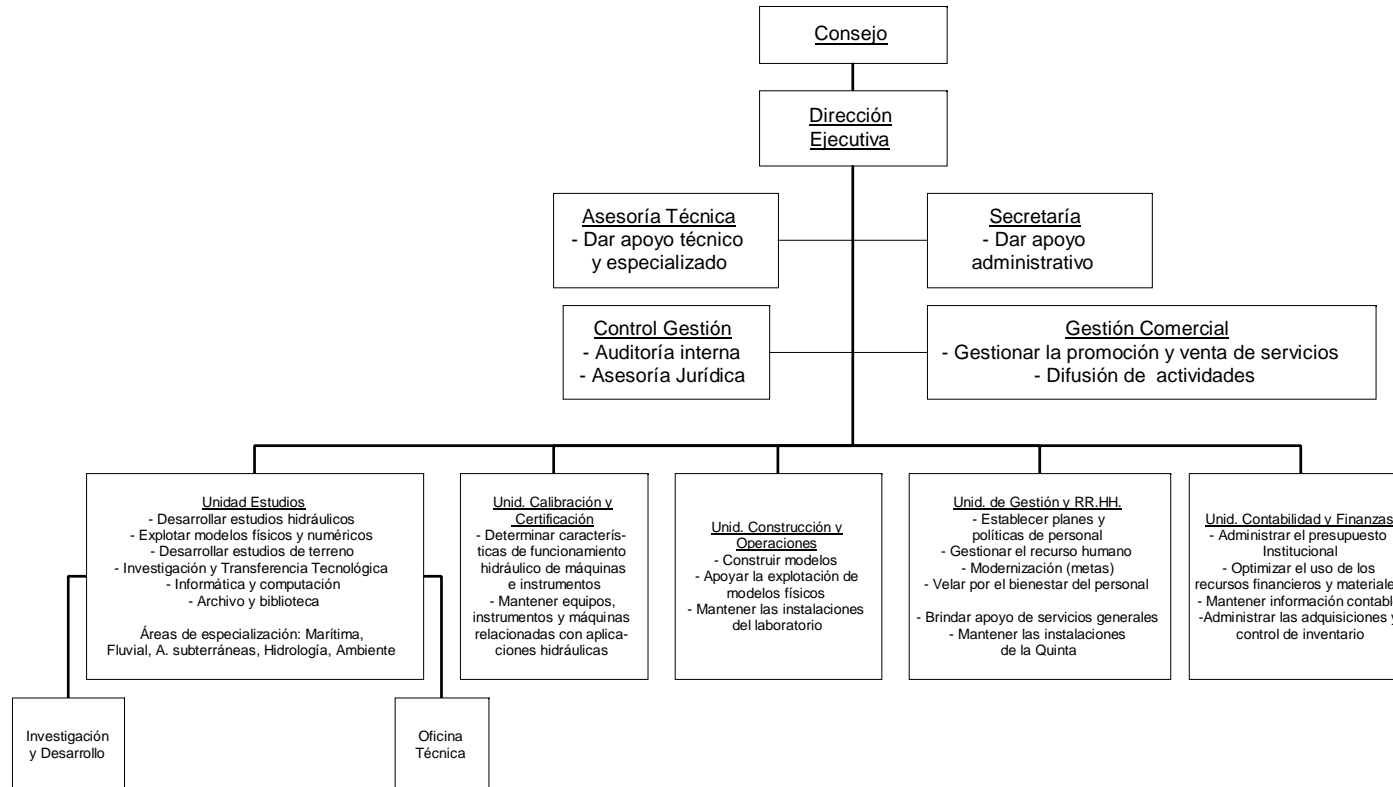 Consejo
Dirección
Ejecutiva
Asesoría Técnica
- Dar apoyo técnico
y especializado
Secretaría
- Dar apoyo
administrativo
Control Gestión
- Auditoría interna
- Asesoría Jurídica
Gestión Comercial
- Gestionar la promoción y venta de servicios
- Difusión de actividades
Unidad Estudios
- Desarrollar estudios hidráulicos
- Explotar modelos físicos y numéricos
- Desarrollar estudios de terreno
- Investigación y Transferencia Tecnológica
- Informática y computación
- Archivo y biblioteca
Áreas de especialización: Marítima,
Fluvial, A. subterráneas, Hidrología, Ambiente
Unid. Calibración y
Certificación
- Determinar caracterís-
ticas de funcionamiento
hidráulico de máquinas
e instrumentos
- Mantener equipos,
instrumentos y máquinas
relacionadas con aplica-
ciones hidráulicas
Unid. Construcción y
Operaciones
- Construir modelos
- Apoyar la explotación de
modelos físicos
- Mantener las instalaciones
del laboratorio
Unid. de Gestión y RR.HH.
- Establecer planes y
políticas de personal
- Gestionar el recurso humano
- Modernización (metas)
- Velar por el bienestar del personal
- Brindar apoyo de servicios generales
- Mantener las instalaciones
de la Quinta
Unid. Contabilidad y Finanzas
- Administrar el presupuesto
Institucional
- Optimizar el uso de los
recursos financieros y materiale
- Mantener información contabl
-Administrar las adquisiciones y
control de inventario
Investigación
y Desarrollo
Oficina
Técnica